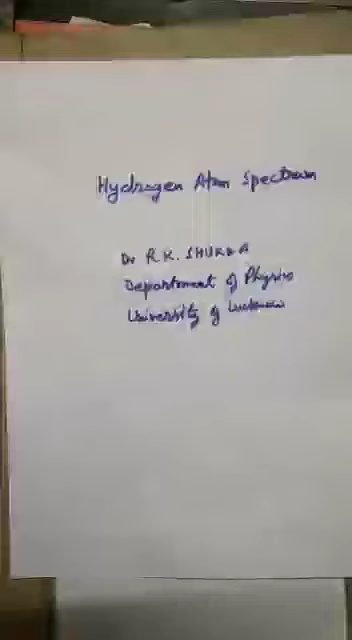 Hydrogen Atom Spectrum
Dr R.K. SHUKLA
Department of Physics
University of Lucknow